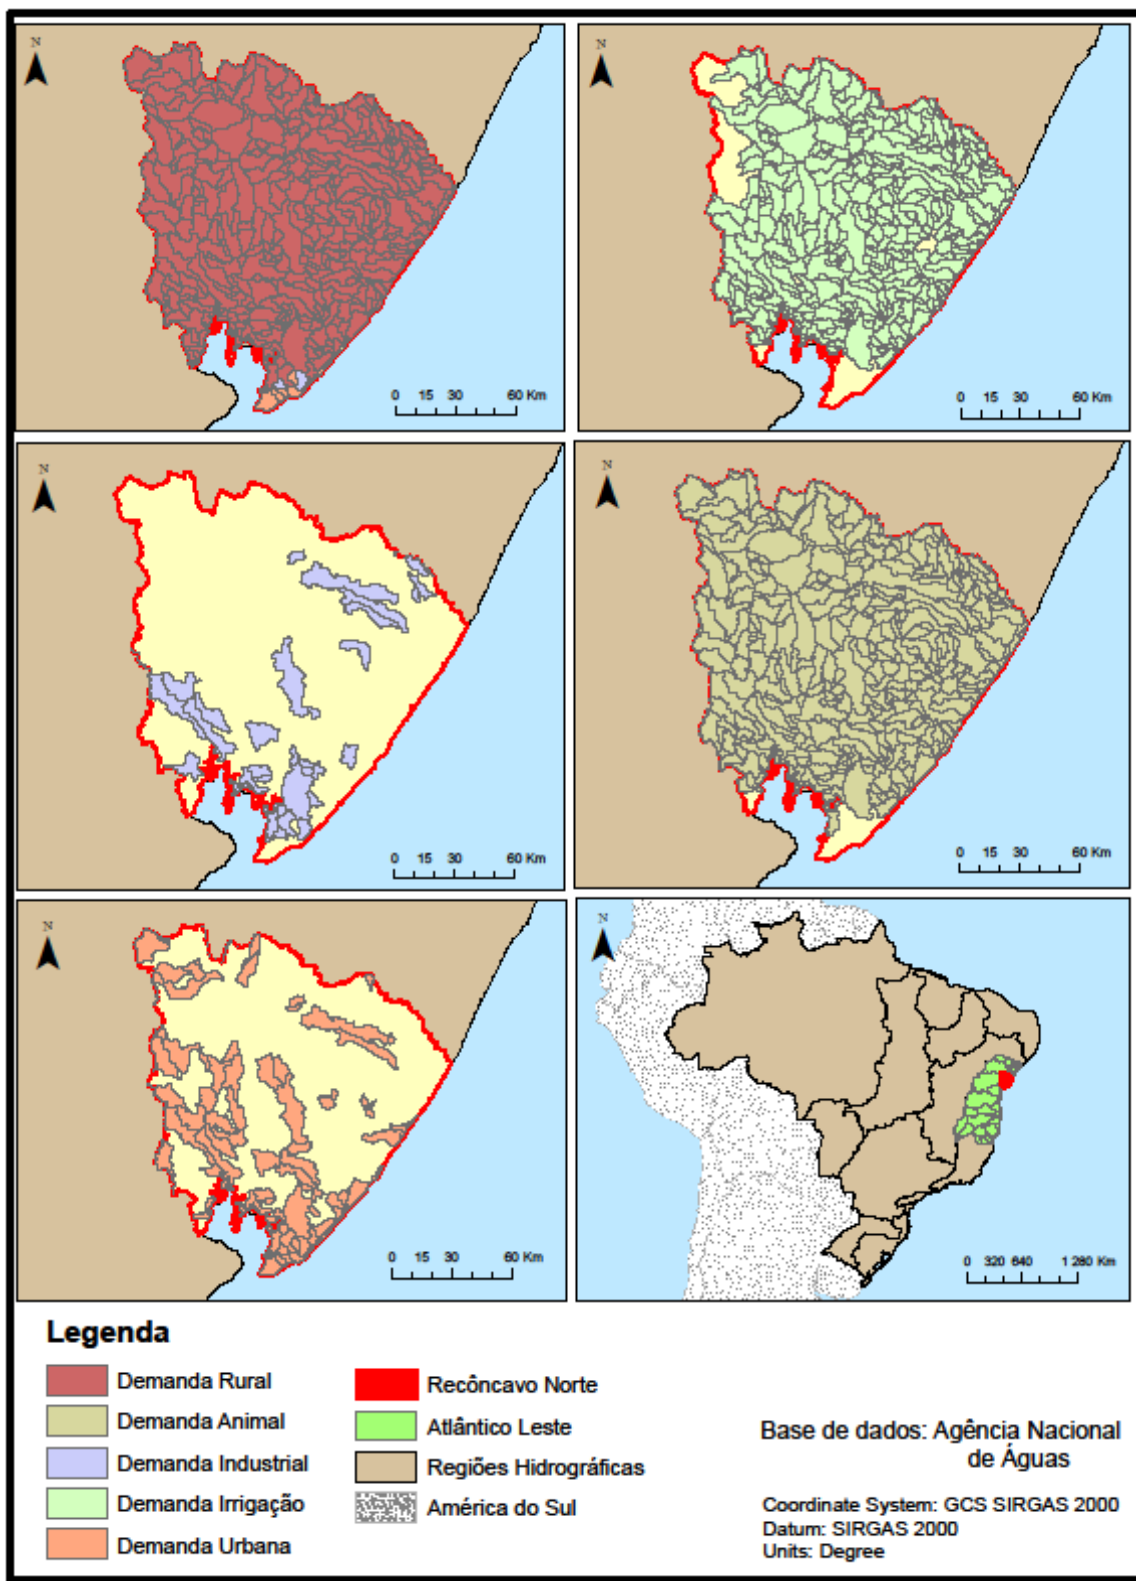 N
0 15 30 60 Km
N
0 15 30 60 Km
N
0 15 30 60 Km
N
0 15 30 60 Km
N
0 15 30 60 Km
N
0 320 640 1 280 Km
Legenda
Demanda Rural
Demanda Animal
Demanda Industrial
Demanda Irrigação
Demanda Urbana
Recôncavo Norte
Atlântico Leste
Regiões Hidrográficas
América do Sul
Base de dados: Agência Nacional
de Águas
Coordinate System: GCS SIRGAS 2000
Datum: SIRGAS 2000
Units: Degree